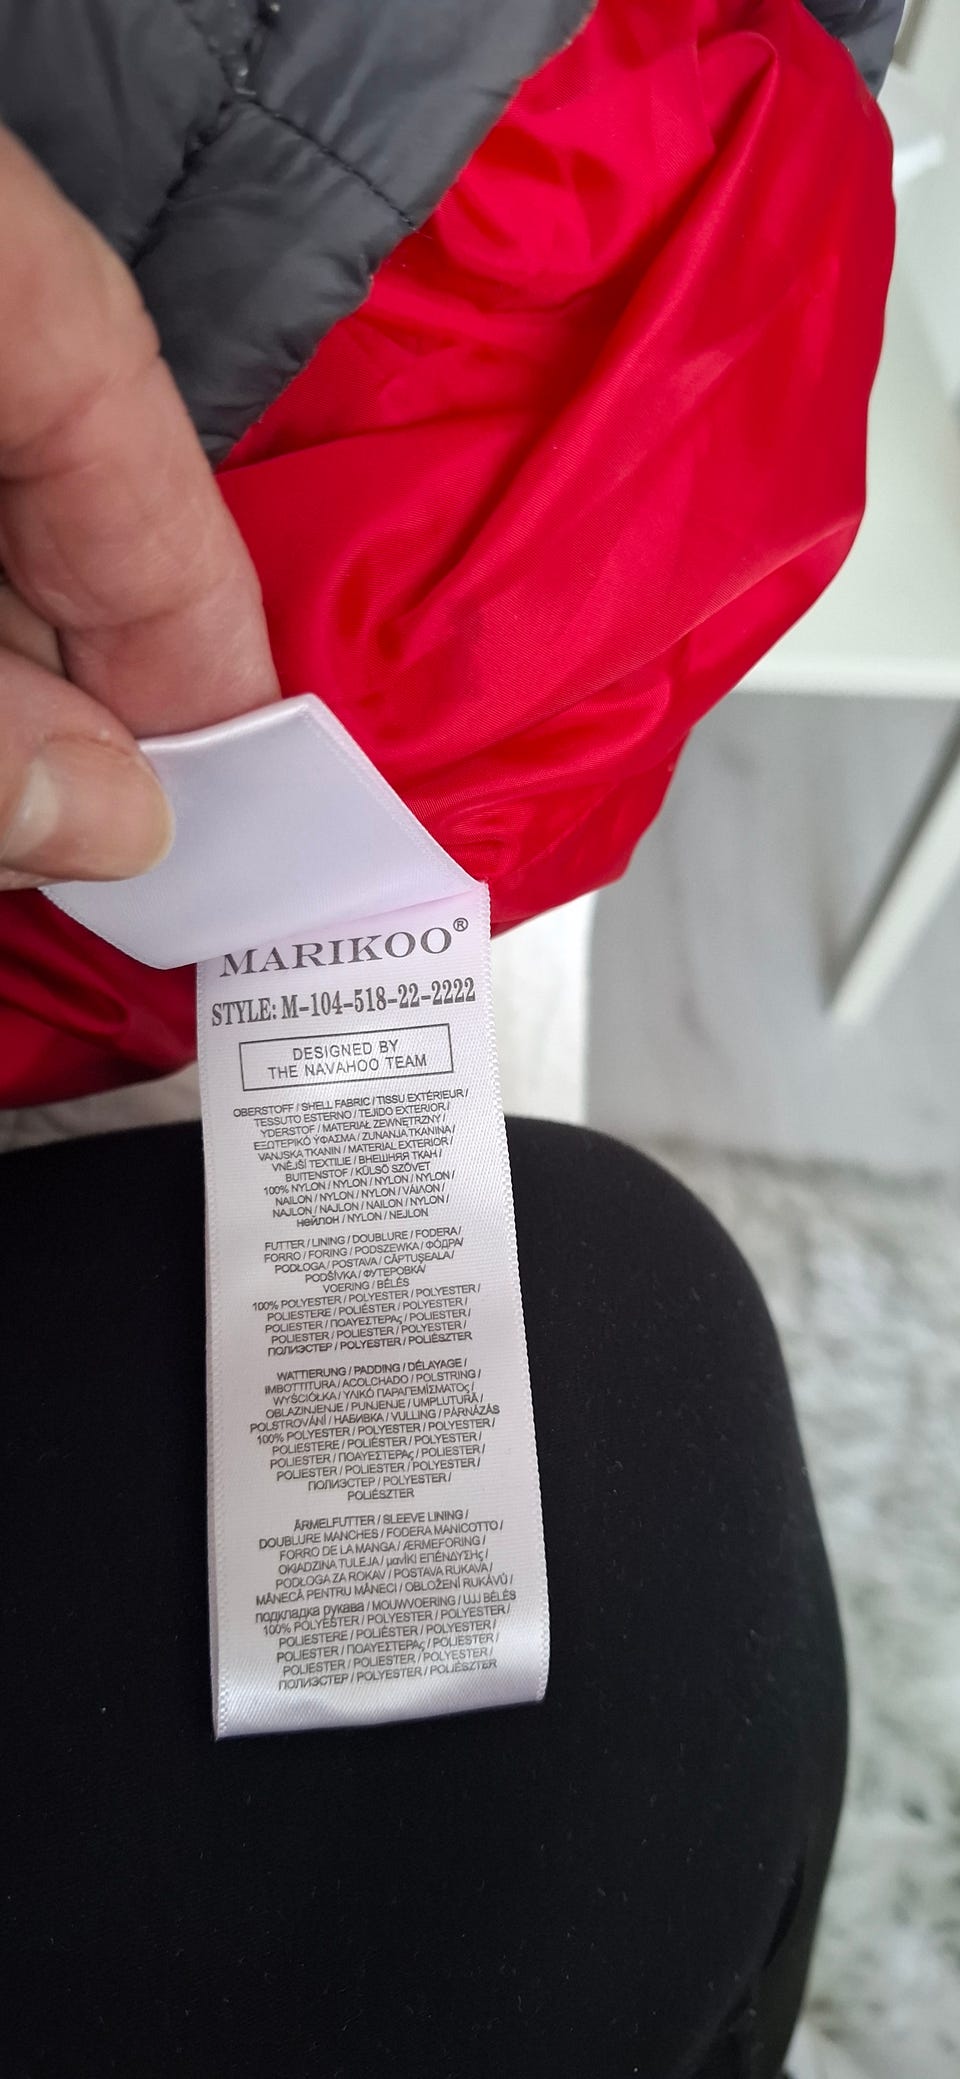 MARIKOO®
STYLE: M-104-518-22-2222
DESIGNED BY
THE NAVAHOO TEAM
OBERSTOFF / SHELL FABRIC / TISSU EXTÉRIEUR /
TESSUTO ESTERNO / TEJIDO EXTERIOR /
YDERSTOF / MATERIAŁ ZEWNĘTRZNY /
ΕΞΩΤΕΡΙΚΌ ΎΦΑΣΜΑ / ZUNANJA TKANINA /
VANJSKA TKANIN / MATERIAL EXTERIOR /
VNĚJŠÍ TEXTILIE / ВНЕШНЯЯ ТКАН /
BUITENSTOF / KÜLSŐ SZÖVET
100% NYLON / NYLON / NYLON / NYLON /
NAILON / NYLON / NYLON / VÁIΛON /
NAJLON / NAJLON / NAILON / NYLON /
нейлон / NYLON / NEJLON
FUTTER / LINING / DOUBLURE / FODERA /
FORRO / FORING / PODSZEWKA / ΦΌΔΡΑ/
PODLOGA / POSTAVA / CĂPTUȘEALA /
PODŠÍVKA / ФУТЕРОВКА/
VOERING / BÉLÉS
100% POLYESTER / POLYESTER / POLYESTER /
POLIESTERE / POLIÉSTER / POLYESTER /
POLIESTER / ΠΟΛΥΕΣΤΕΡΑς / POLIESTER /
POLIESTER / POLIESTER / POLYESTER /
ПОЛИЭСТЕР / POLYESTER / POLIÉSZTER
WATTIERUNG / PADDING / DÉLAYAGE /
IMBOTTITURA / ACOLCHADO / POLSTRING /
WYŚCIÓŁKA / ΥΛΙΚΌ ΠΑΡΑΓΕΜΊΣΜΑΤΟς /
OBLAZINJENJE / PUNJENJE / UMPLUTURĂ /
POLSTROVÁNÍ / НАБИВКА / VULLING / PÁRNÁZÁS
100% POLYESTER / POLYESTER / POLYESTER /
POLIESTERE / POLIÉSTER / POLYESTER /
POLIESTER / ΠΟΛΥΕΣΤΕΡΑς / POLIESTER /
POLIESTER / POLIESTER / POLYESTER /
ПОЛИЭСТЕР / POLYESTER /
POLIÉSZTER
ÄRMELFUTTER / SLEEVE LINING /
DOUBLURE MANCHES / FODERA MANICOTTO /
FORRO DE LA MANGA / ÆRMEFORING /
OKIADZINA TULEJA / μανίΚΙ ΕΠΈΝΔΥΣΗς /
PODLOGA ZA ROKAV / POSTAVA RUKAVA /
MÂNECĂ PENTRU MÂNECI / OBLOŽENÍ RUKÁVŮ /
подкладка рукава / MOUWVOERING / UJJ BÉLÉS
100% POLYESTER / POLYESTER / POLYESTER /
POLIESTERE / POLIÉSTER / POLYESTER /
POLIESTER / ΠΟΛΥΕΣΤΕΡΑς / POLIESTER /
POLIESTER / POLIESTER / POLYESTER /
ПОЛИЭСТЕР / POLYESTER / POLIÉSZTER